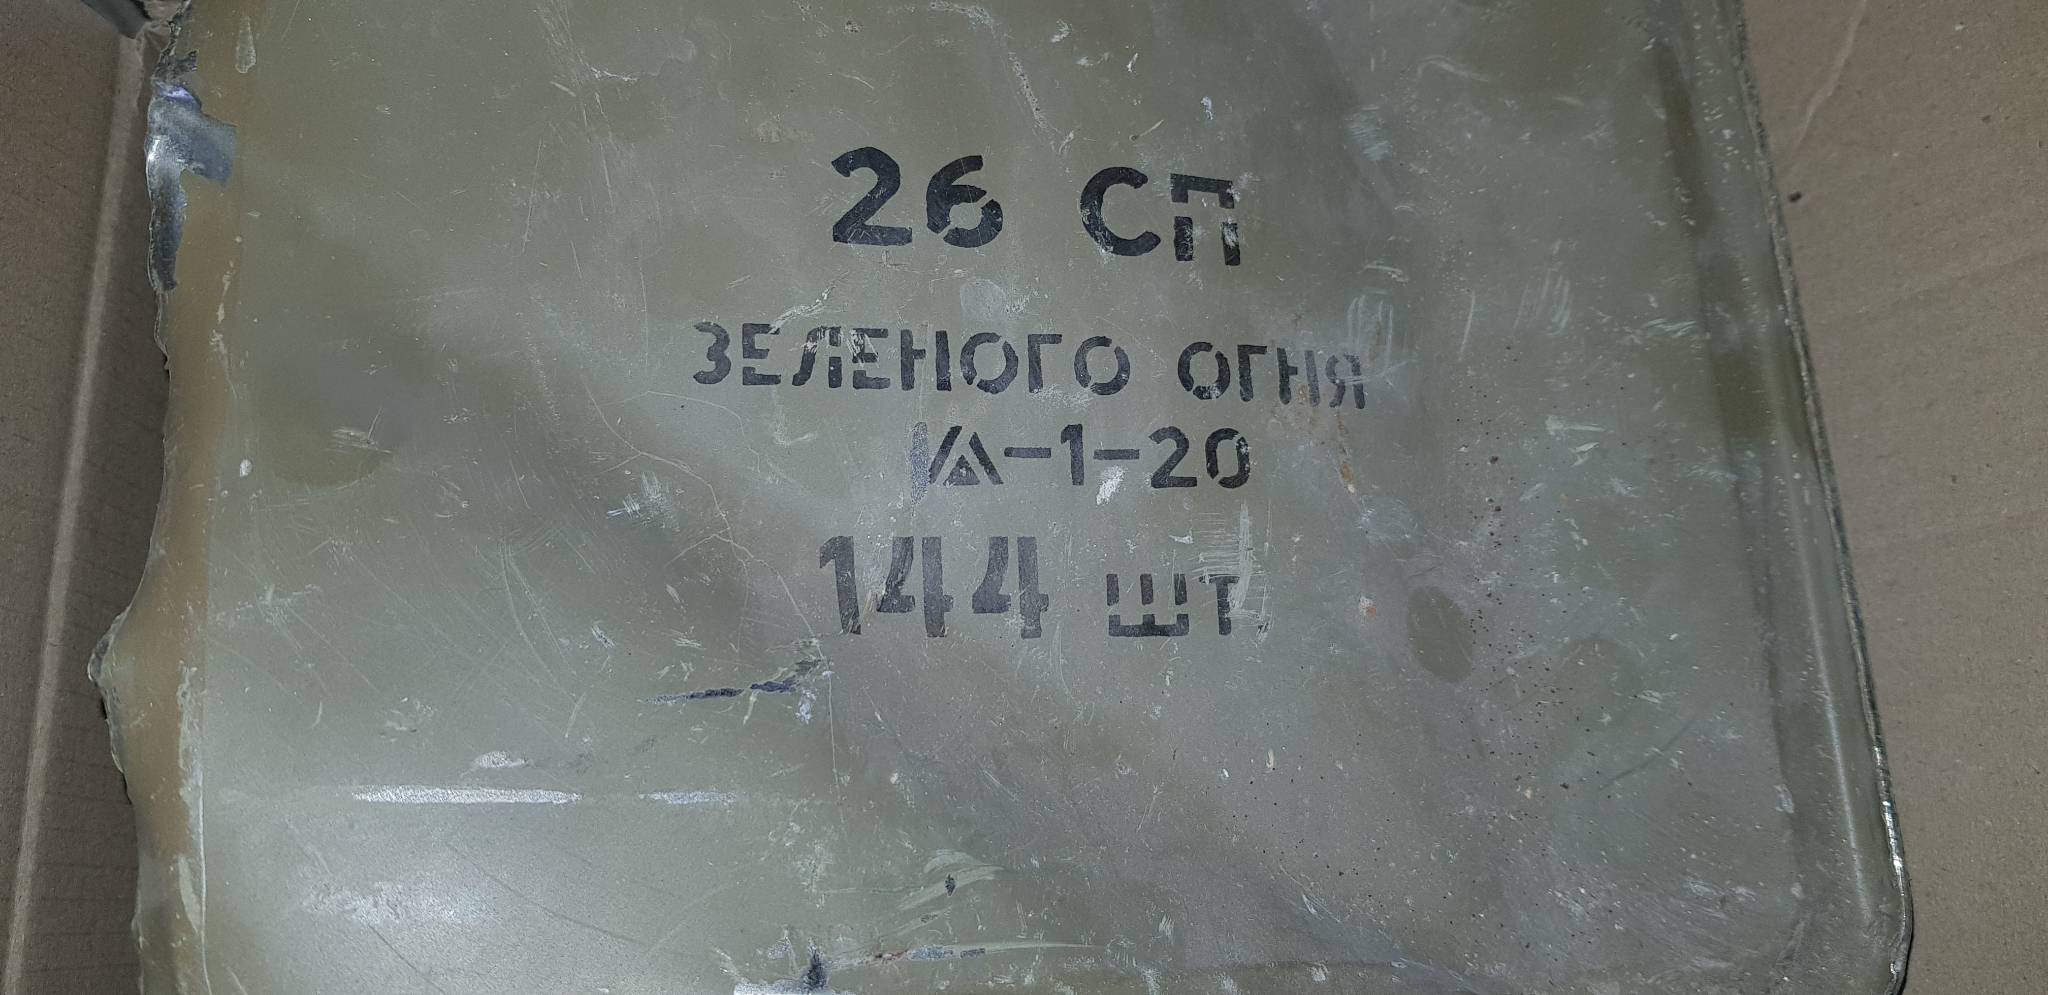 26 СП
ЗЕЛЕНОГО ОГНЯ
-1-20
144 ШТ